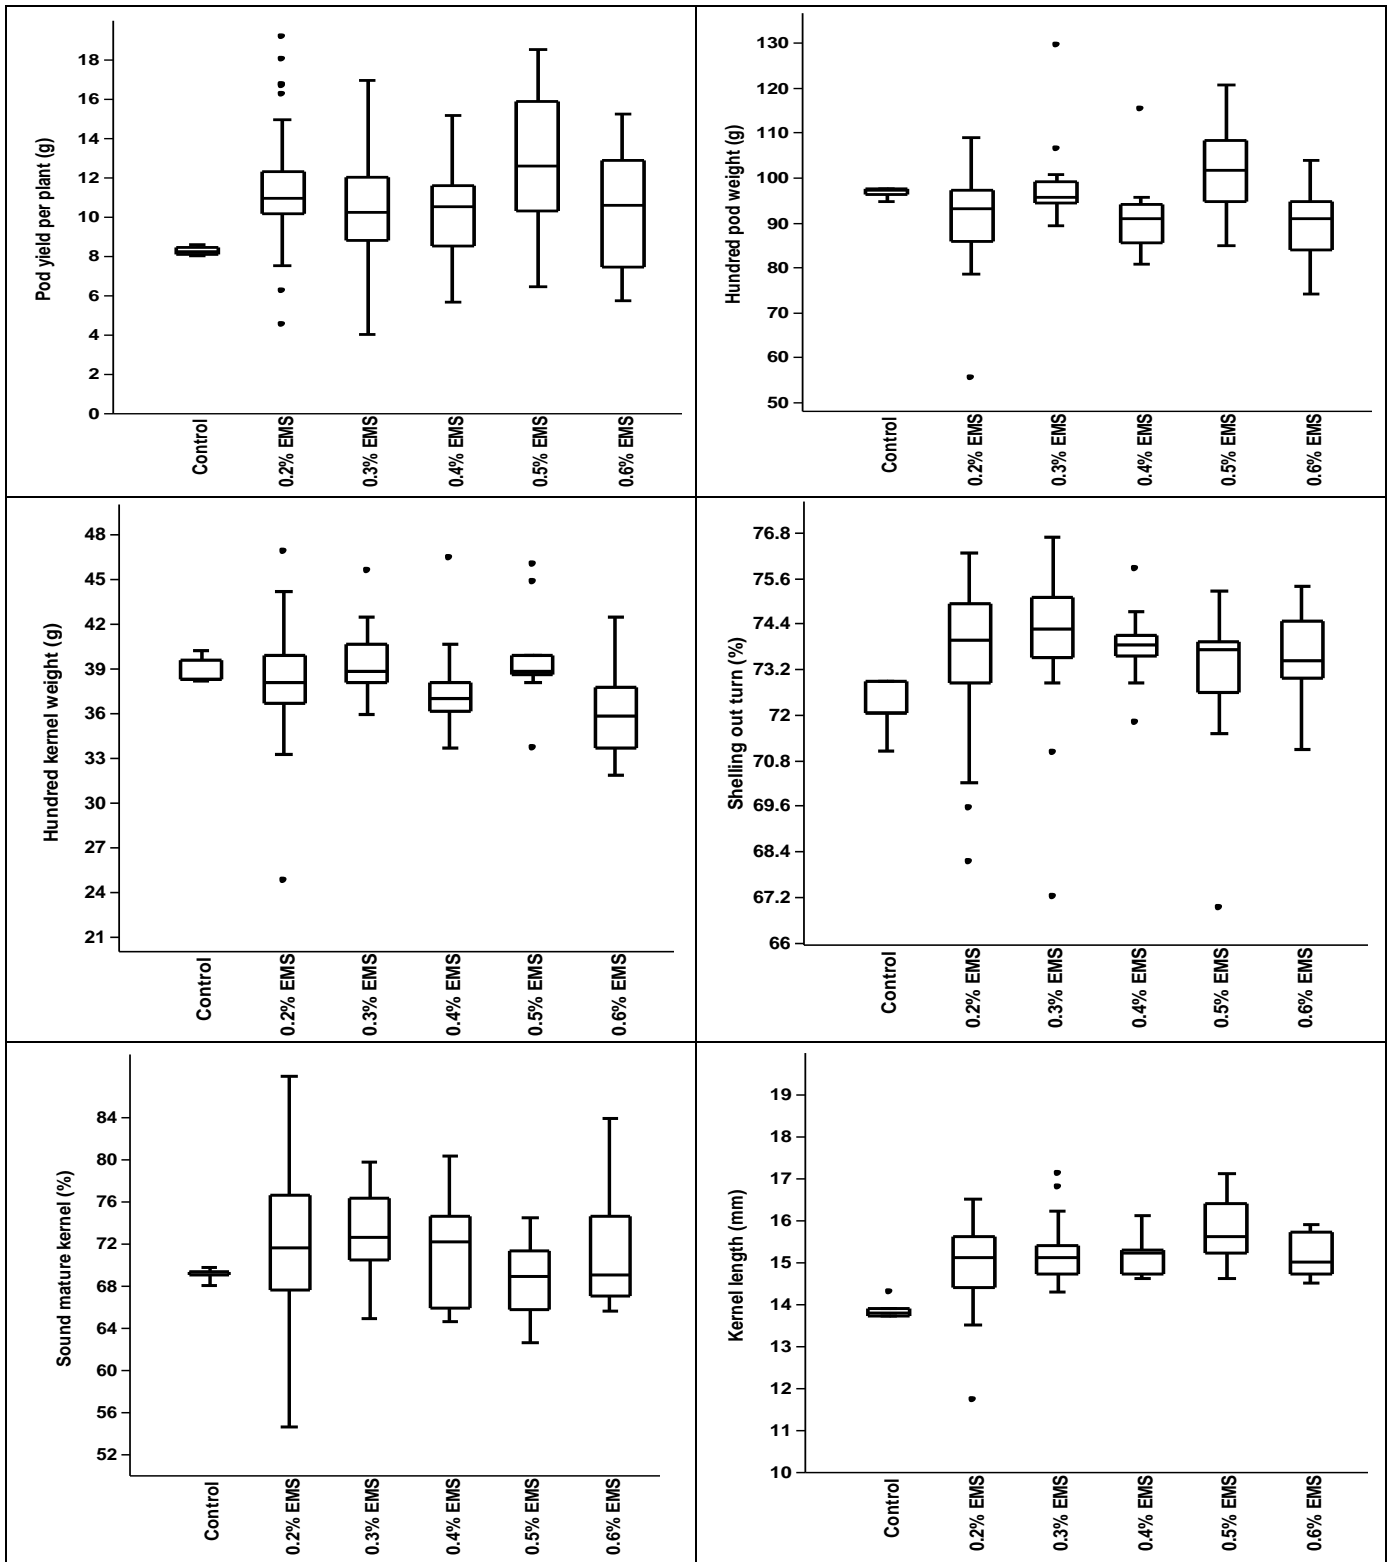 Pod yield per plant (g)
18
16
14
12
10
8
6
4
2
0
Control
0.2% EMS
0.3% EMS
0.4% EMS
0.5% EMS
0.6% EMS
Hundred pod weight (g)
130
120
110
100
90
80
70
60
50
Control
0.2% EMS
0.3% EMS
0.4% EMS
0.5% EMS
0.6% EMS
Hundred kernel weight (g)
48
45
42
39
36
33
30
27
24
21
Control
0.2% EMS
0.3% EMS
0.4% EMS
0.5% EMS
0.6% EMS
Shelling out turn (%)
76.8
75.6
74.4
73.2
72
70.8
69.6
68.4
67.2
66
Control
0.2% EMS
0.3% EMS
0.4% EMS
0.5% EMS
0.6% EMS
Sound mature kernel (%)
84
80
76
72
68
64
60
56
52
Control
0.2% EMS
0.3% EMS
0.4% EMS
0.5% EMS
0.6% EMS
Kernel length (mm)
19
18
17
16
15
14
13
12
11
10
Control
0.2% EMS
0.3% EMS
0.4% EMS
0.5% EMS
0.6% EMS